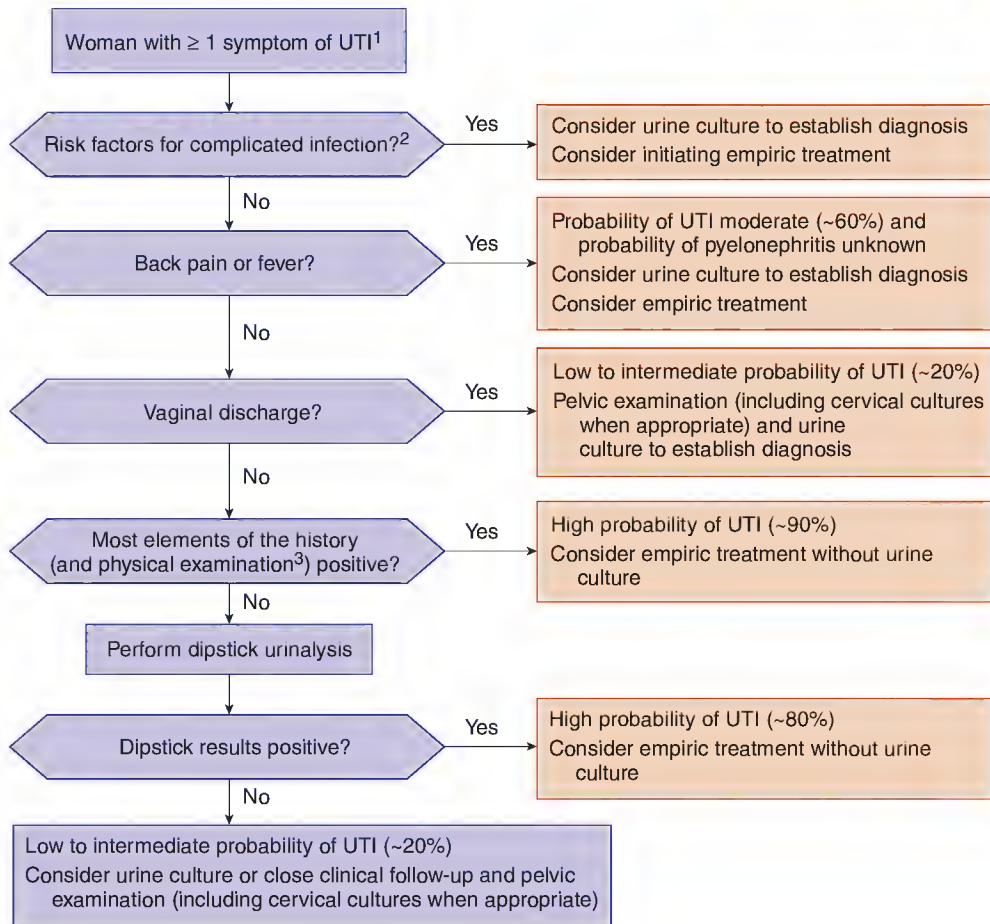 Woman with ≥ 1 symptom of UTI¹
Risk factors for complicated infection?²
Yes
Consider urine culture to establish diagnosis
Consider initiating empiric treatment
No
Back pain or fever?
Yes
Probability of UTI moderate (~60%) and
probability of pyelonephritis unknown
Consider urine culture to establish diagnosis
Consider empiric treatment
No
Vaginal discharge?
Yes
Low to intermediate probability of UTI (~20%)
Pelvic examination (including cervical cultures
when appropriate) and urine
culture to establish diagnosis
No
Most elements of the history
(and physical examination³) positive?
Yes
High probability of UTI (~90%)
Consider empiric treatment without urine
culture
No
Perform dipstick urinalysis
Dipstick results positive?
Yes
High probability of UTI (~80%)
Consider empiric treatment without urine
culture
No
Low to intermediate probability of UTI (~20%)
Consider urine culture or close clinical follow-up and pelvic
examination (including cervical cultures when appropriate)